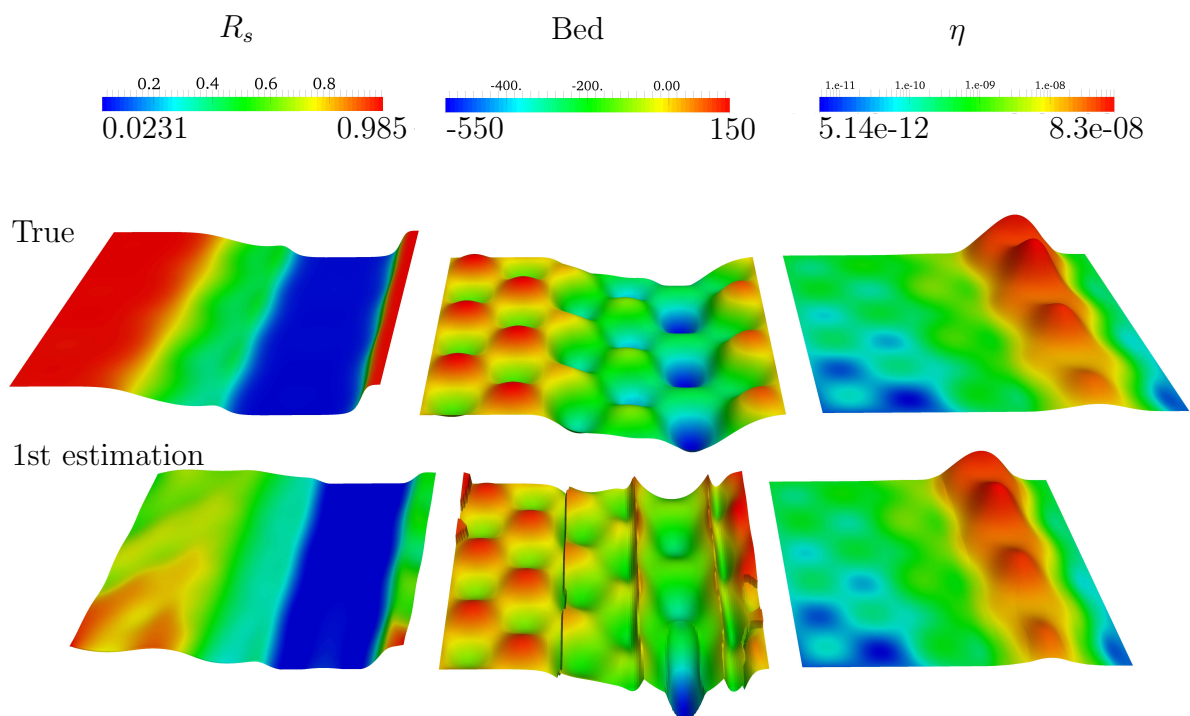 R_s Bed η
0.2 0.4 0.6 0.8 -400. -200. 0.00 1.e-11 1.e-10 1.e-09 1.e-08
0.0231 0.985 -550 150 5.14e-12 8.3e-08
True
1st estimation